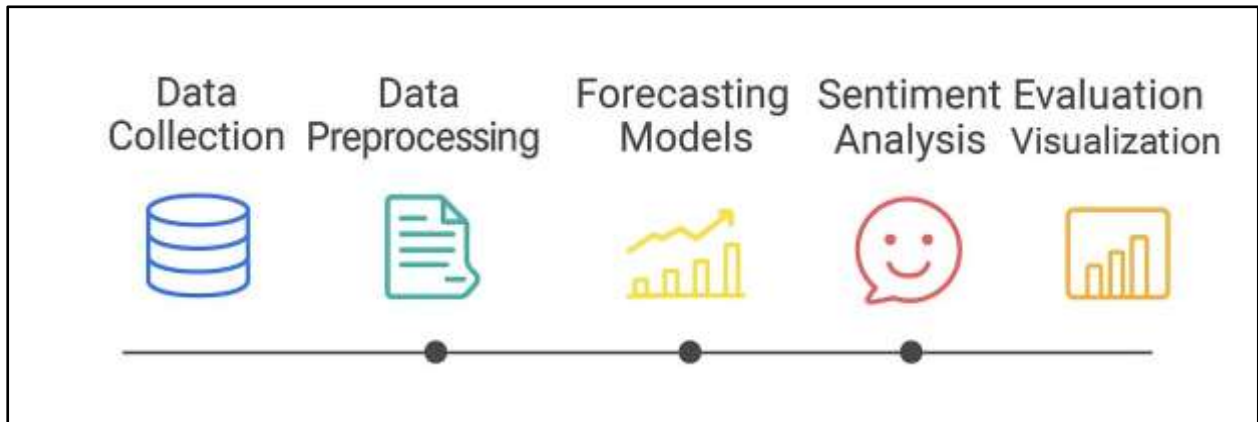 Data
Collection
Data
Preprocessing
Forecasting
Models
Sentiment
Analysis
Evaluation
Visualization